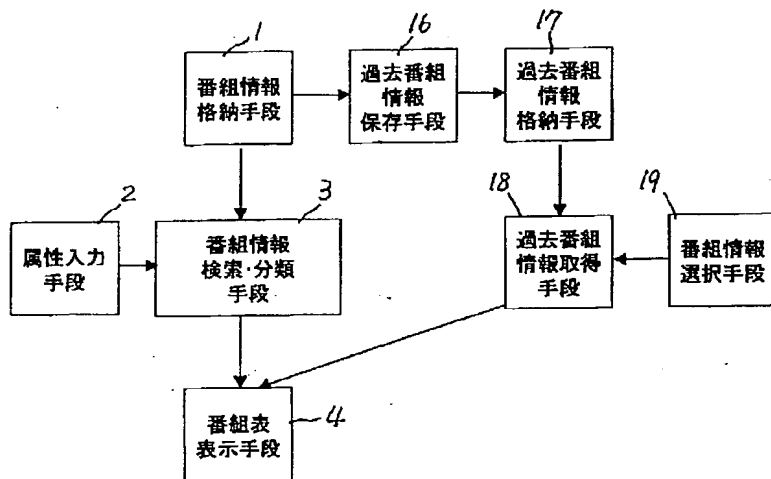 1
番組情報
格納手段
16
過去番組
情報
保存手段
17
過去番組
情報
格納手段
2
属性入力
手段
3
番組情報
検索・分類
手段
18
過去番組
情報取得
手段
19
番組情報
選択手段
番組表
表示手段
4